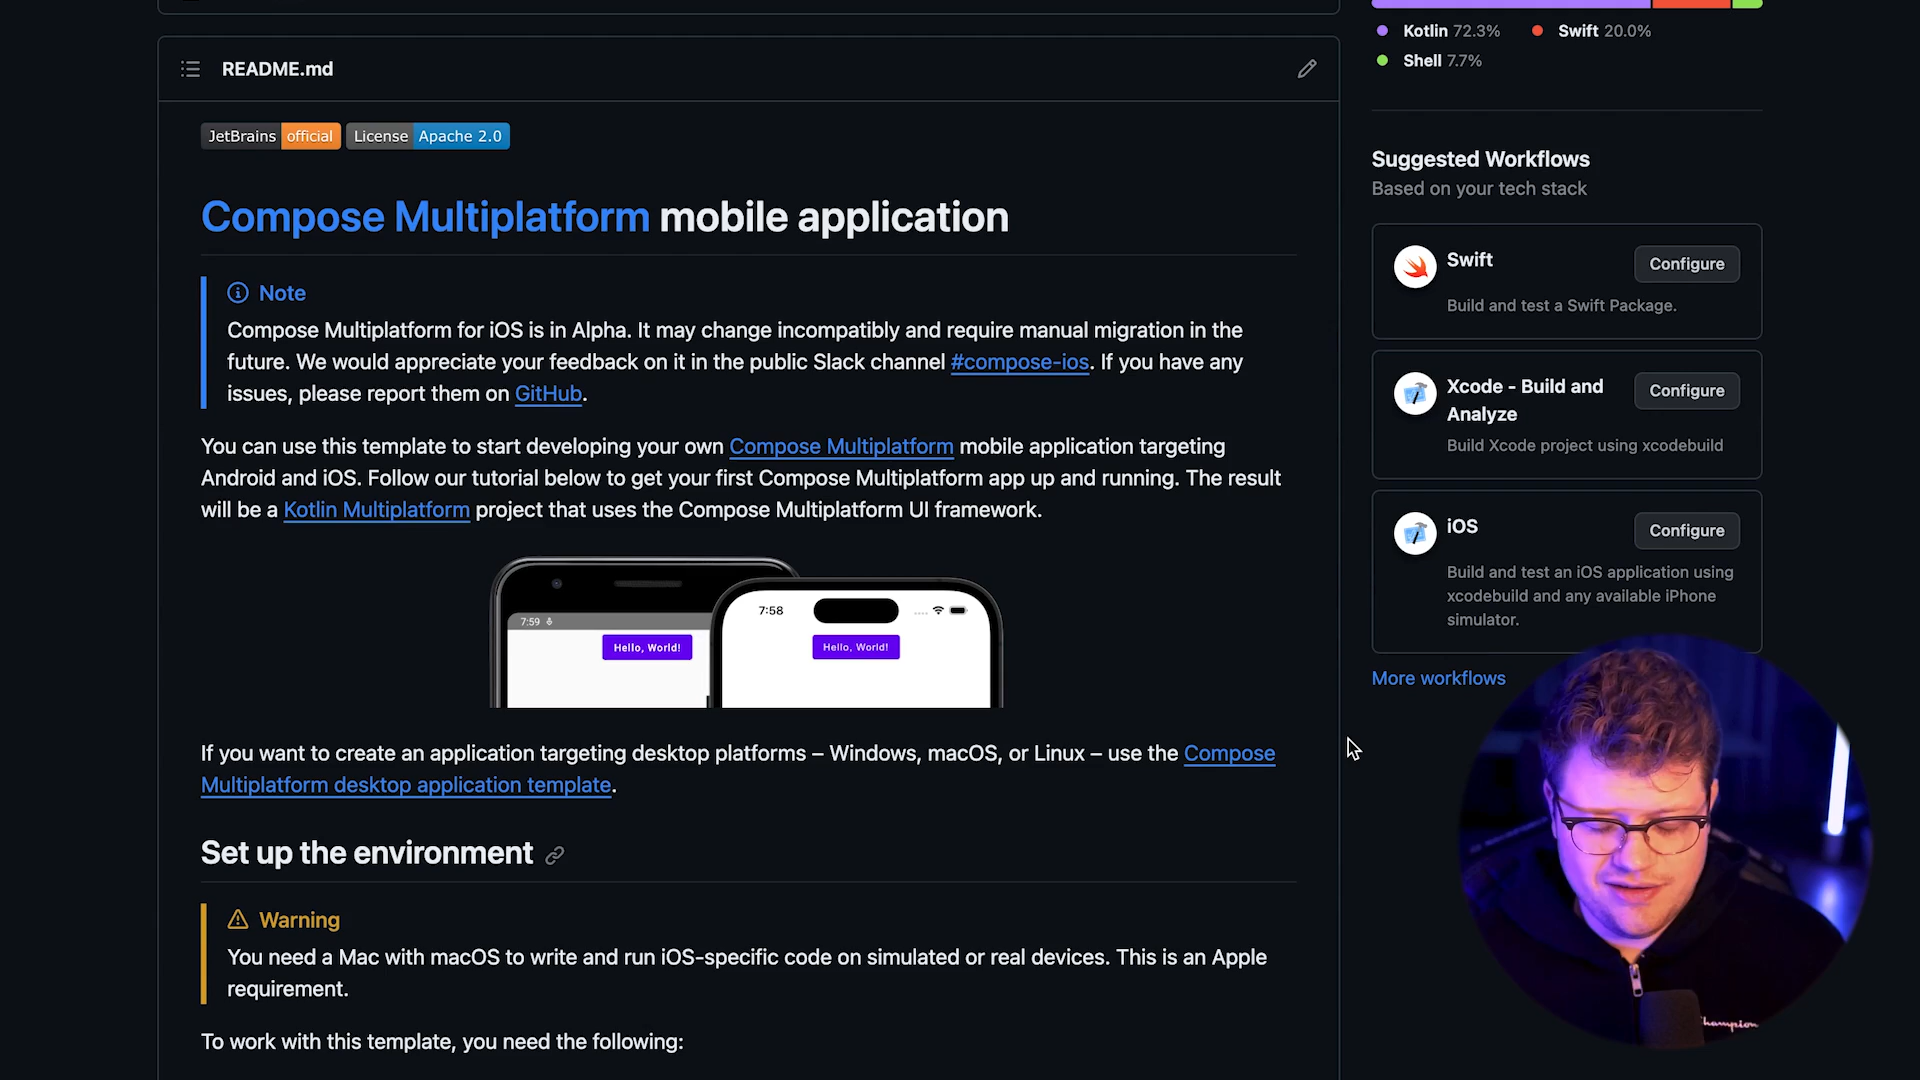 README.md
JetBrains official License Apache 2.0
Compose Multiplatform mobile application
Note
Compose Multiplatform for iOS is in Alpha. It may change incompatibly and require manual migration in the
future. We would appreciate your feedback on it in the public Slack channel #compose-ios. If you have any
issues, please report them on GitHub.
You can use this template to start developing your own Compose Multiplatform mobile application targeting
Android and iOS. Follow our tutorial below to get your first Compose Multiplatform app up and running. The result
will be a Kotlin Multiplatform project that uses the Compose Multiplatform UI framework.
7:59
Hello, World!
7:58
Hello, World!
If you want to create an application targeting desktop platforms – Windows, macOS, or Linux – use the Compose
Multiplatform desktop application template.
Set up the environment
Warning
You need a Mac with macOS to write and run iOS-specific code on simulated or real devices. This is an Apple
requirement.
To work with this template, you need the following:
Kotlin 72.3% Swift 20.0%
Shell 7.7%
Suggested Workflows
Based on your tech stack
Swift
Configure
Build and test a Swift Package.
Xcode - Build and
Analyze
Configure
Build Xcode project using xcodebuild
iOS
Configure
Build and test an iOS application using
xcodebuild and any available iPhone
simulator.
More workflows
Champion